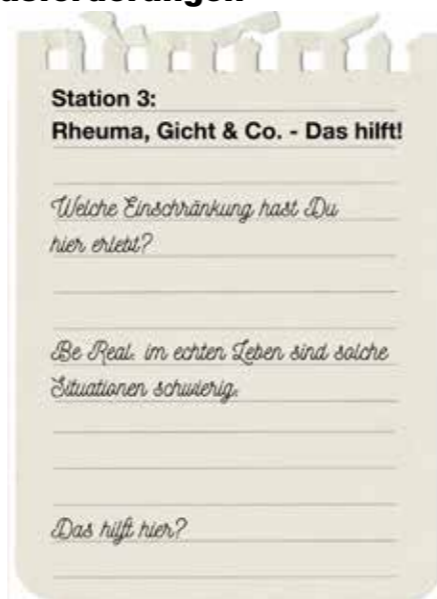 Station 3:
Rheuma, Gicht & Co. - Das hilft!
Welche Einschränkung hast Du
hier erlebt?
Be Real: im echten Leben sind solche
Situationen schwierig.
Das hilft hier?